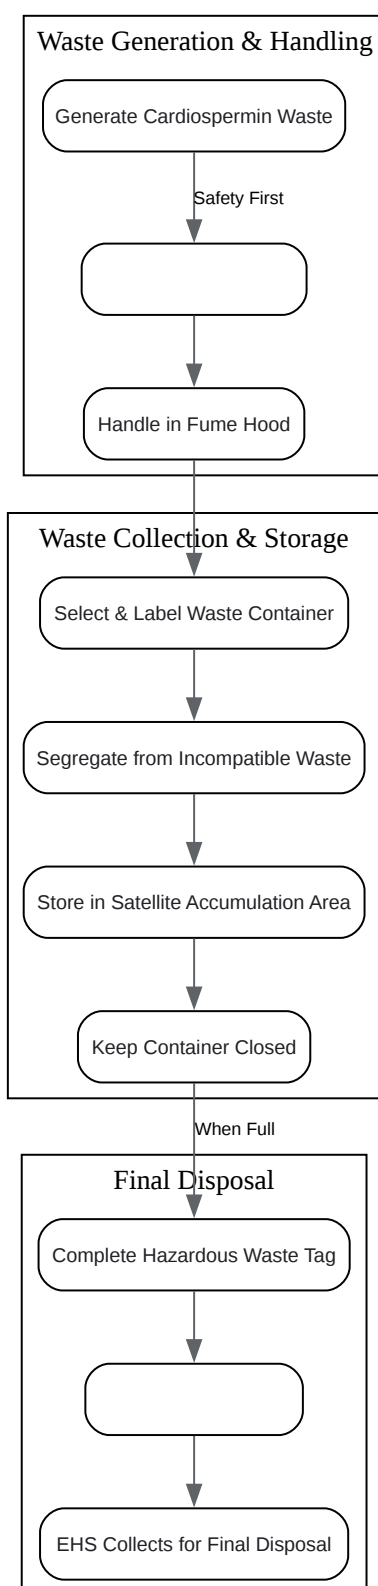 Waste Generation & Handling
Generate Cardiospermin Waste
Safety First
Handle in Fume Hood
Waste Collection & Storage
Select & Label Waste Container
Segregate from Incompatible Waste
Store in Satellite Accumulation Area
Keep Container Closed
When Full
Final Disposal
Complete Hazardous Waste Tag
EHS Collects for Final Disposal